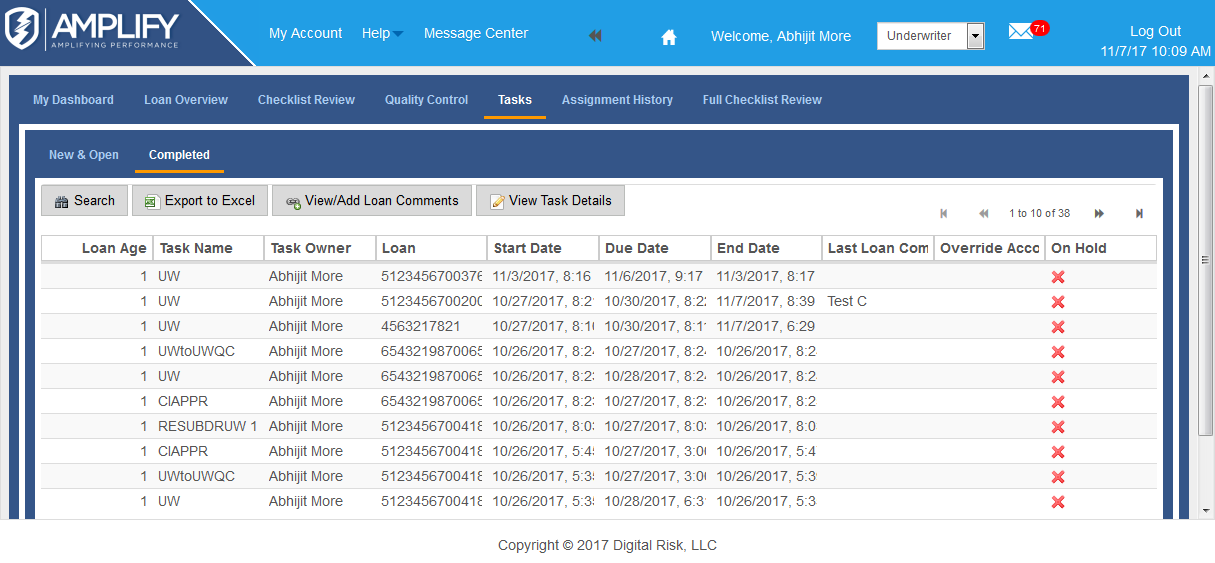 AMPLIFY
AMPLIFYING PERFORMANCE
My Account Help Message Center Welcome, Abhijit More Underwriter 71 Log Out
11/7/17 10:09 AM
My Dashboard Loan Overview Checklist Review Quality Control Tasks Assignment History Full Checklist Review
New & Open Completed
Search Export to Excel View/Add Loan Comments View Task Details
1 to 10 of 38
Loan Age Task Name Task Owner Loan Start Date Due Date End Date Last Loan Com Override Acco On Hold
1 UW Abhijit More 5123456700376 11/3/2017, 8:16 11/6/2017, 9:17 11/3/2017, 8:17
1 UW Abhijit More 5123456700200 10/27/2017, 8:2 10/30/2017, 8:2 11/7/2017, 8:39 Test C
1 UW Abhijit More 4563217821 10/27/2017, 8:1 10/30/2017, 8:1 11/7/2017, 6:29
1 UWtoUWQC Abhijit More 6543219870065 10/26/2017, 8:2 10/27/2017, 8:2 10/26/2017, 8:2
1 UW Abhijit More 6543219870065 10/26/2017, 8:2 10/28/2017, 8:2 10/26/2017, 8:2
1 CIAPPR Abhijit More 6543219870065 10/26/2017, 8:2 10/27/2017, 8:2 10/26/2017, 8:2
1 RESUBDRUW 1 Abhijit More 5123456700418 10/26/2017, 8:0 10/27/2017, 8:0 10/26/2017, 8:0
1 CIAPPR Abhijit More 5123456700418 10/26/2017, 5:4 10/27/2017, 3:0 10/26/2017, 5:4
1 UWtoUWQC Abhijit More 5123456700418 10/26/2017, 5:3 10/27/2017, 3:0 10/26/2017, 5:3
1 UW Abhijit More 5123456700418 10/26/2017, 5:3 10/28/2017, 6:3 10/26/2017, 5:3
Copyright © 2017 Digital Risk, LLC